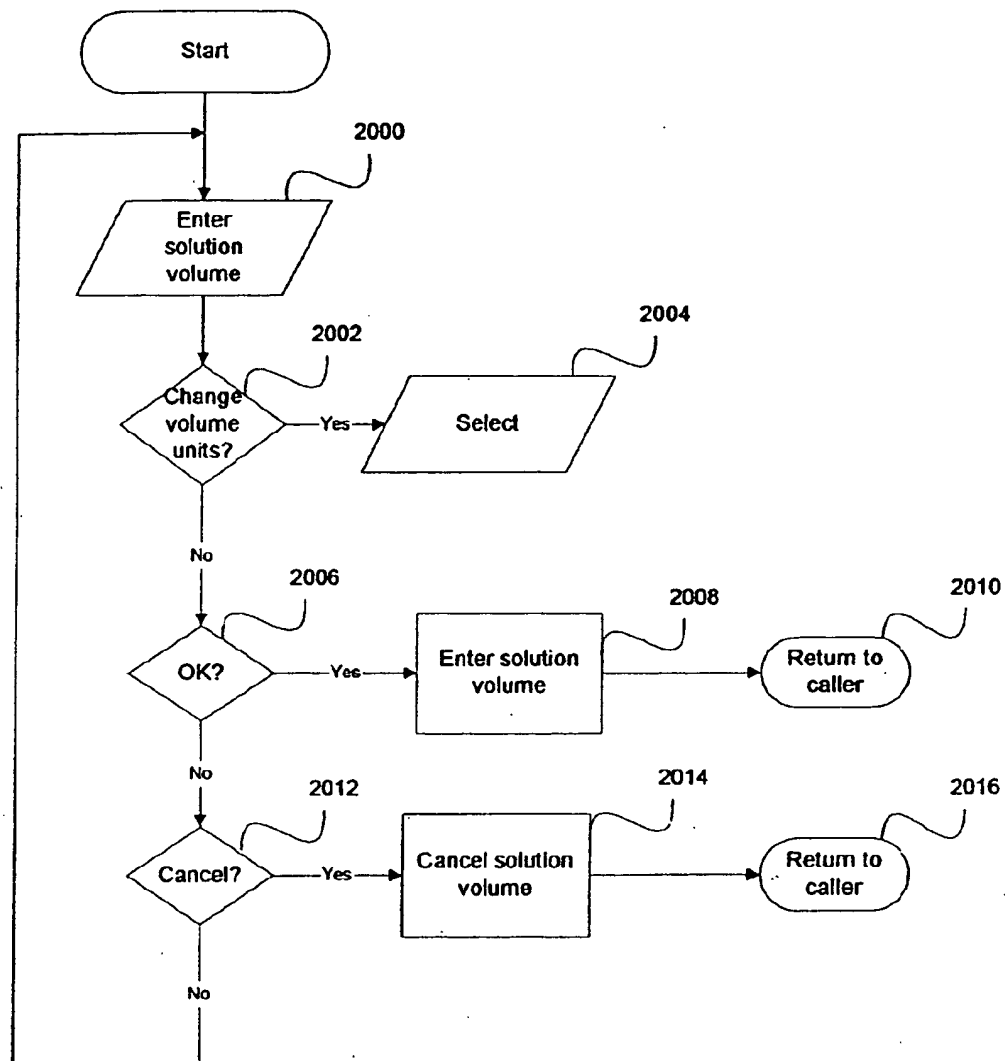 Start
2000
Enter
solution
volume
2002
2004
Change
volume
units?
Yes
Select
No
2006
2008
2010
OK?
Yes
Enter solution
volume
Return to
caller
No
2012
2014
2016
Cancel?
Yes
Cancel solution
volume
Return to
caller
No